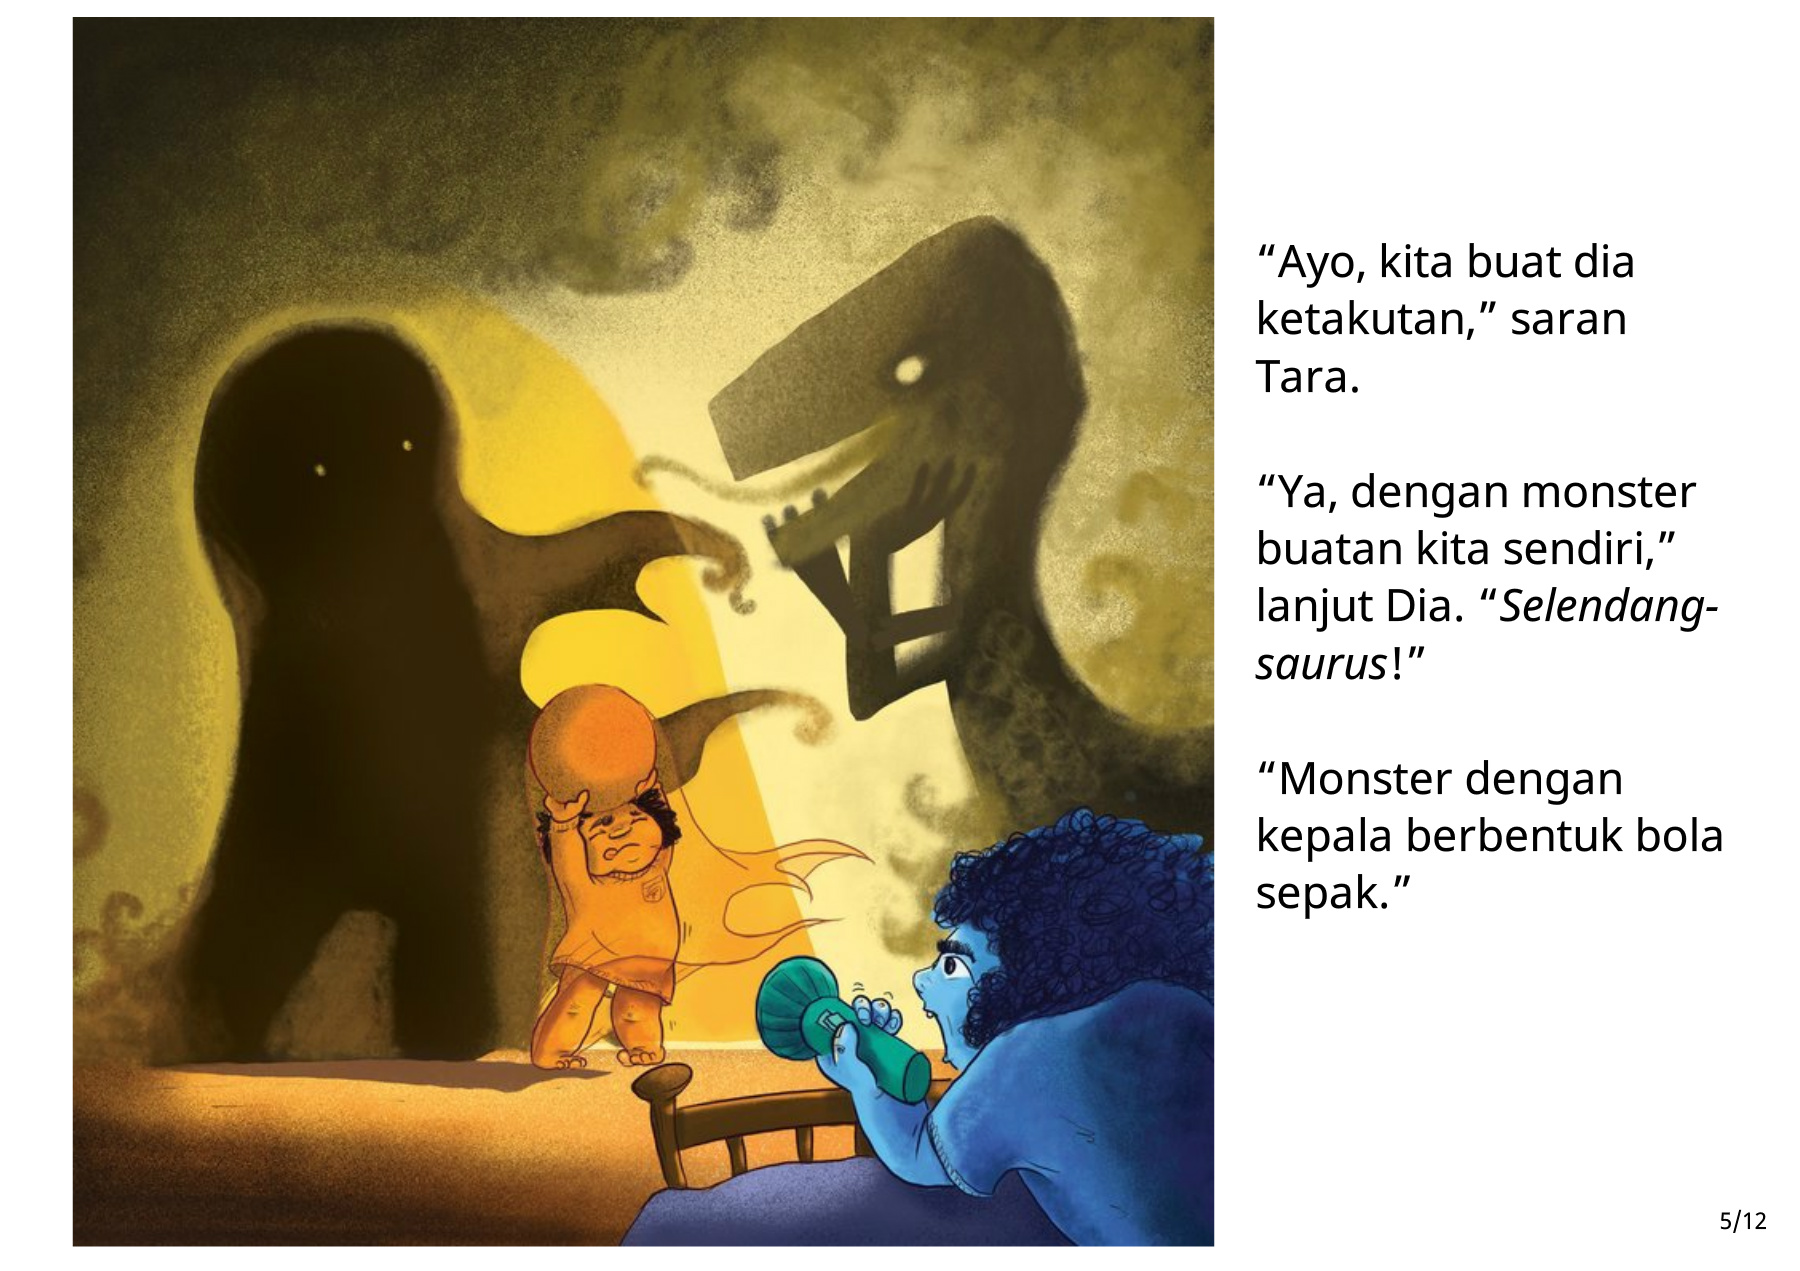 “Ayo, kita buat dia
ketakutan,” saran
Tara.
“Ya, dengan monster
buatan kita sendiri,”
lanjut Dia. “Selendang-
saurus!”
“Monster dengan
kepala berbentuk bola
sepak.”
5/12